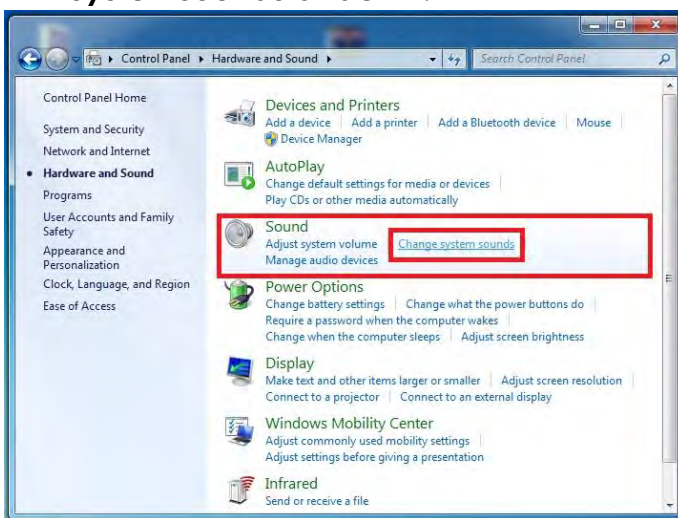 Control Panel ▸ Hardware and Sound ▸
Search Control Panel
Control Panel Home
System and Security
Network and Internet
Hardware and Sound
Programs
User Accounts and Family
Safety
Appearance and
Personalization
Clock, Language, and Region
Ease of Access
Devices and Printers
Add a device | Add a printer | Add a Bluetooth device | Mouse
Device Manager
AutoPlay
Change default settings for media or devices
Play CDs or other media automatically
Sound
Adjust system volume Change system sounds
Manage audio devices
Power Options
Change battery settings | Change what the power buttons do
Require a password when the computer wakes
Change when the computer sleeps | Adjust screen brightness
Display
Make text and other items larger or smaller | Adjust screen resolution
Connect to a projector | Connect to an external display
Windows Mobility Center
Adjust commonly used mobility settings
Adjust settings before giving a presentation
Infrared
Send or receive a file